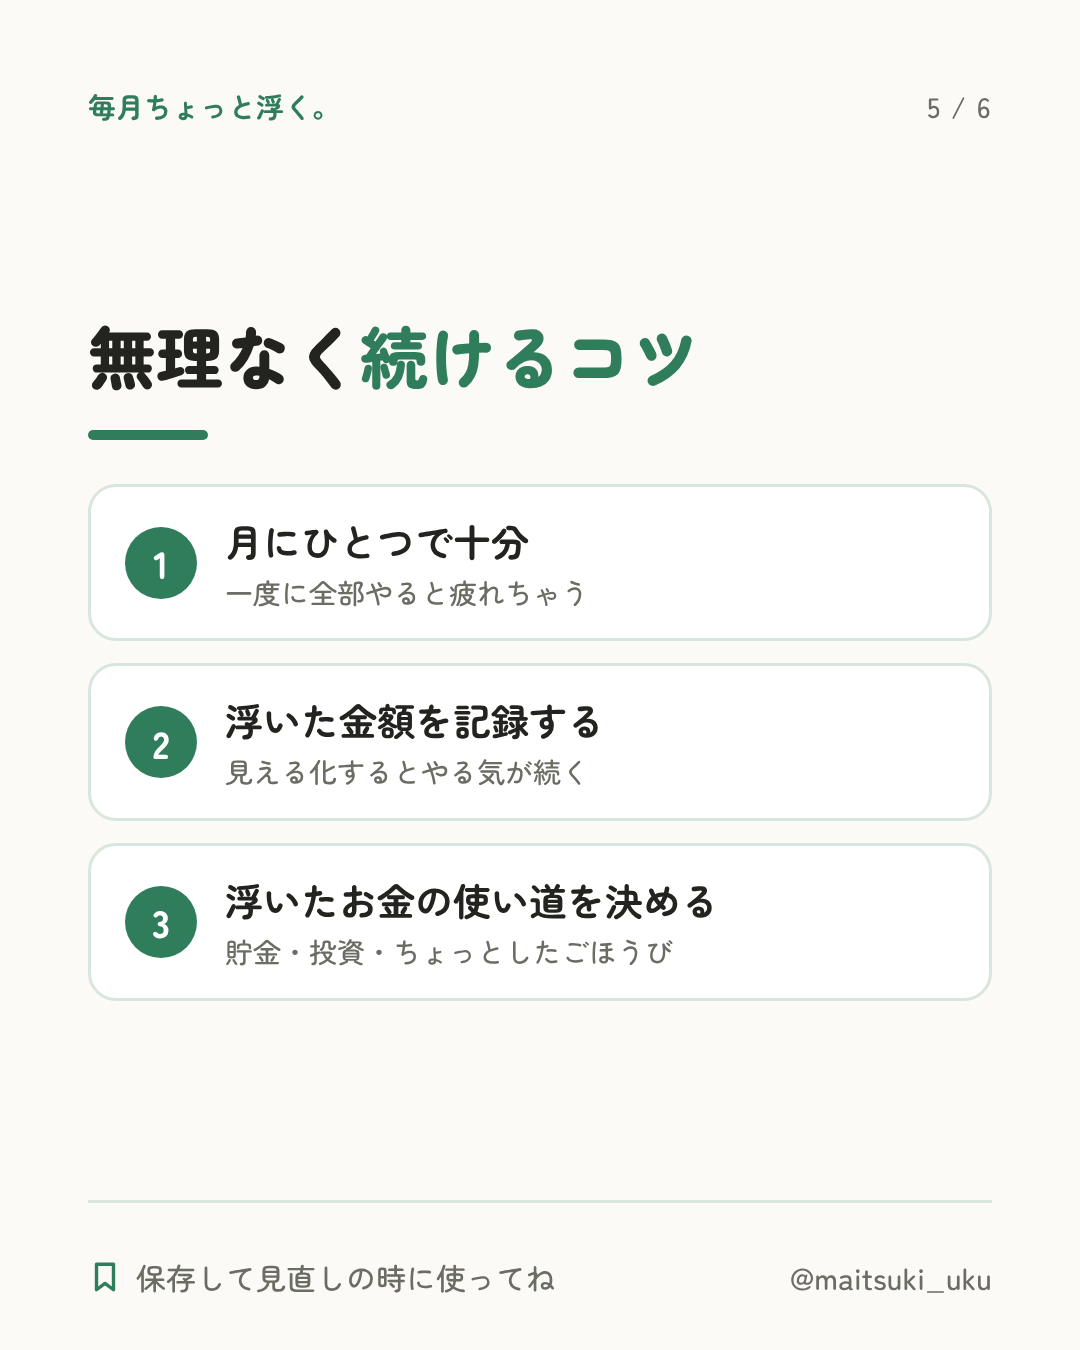 毎月ちょっと浮く。
5 / 6
無理なく続けるコツ
1
月にひとつで十分
一度に全部やると疲れちゃう
2
浮いた金額を記録する
見える化するとやる気が続く
3
浮いたお金の使い道を決める
貯金・投資・ちょっとしたごほうび
保存して見直しの時に使ってね
@maitsuki_uku